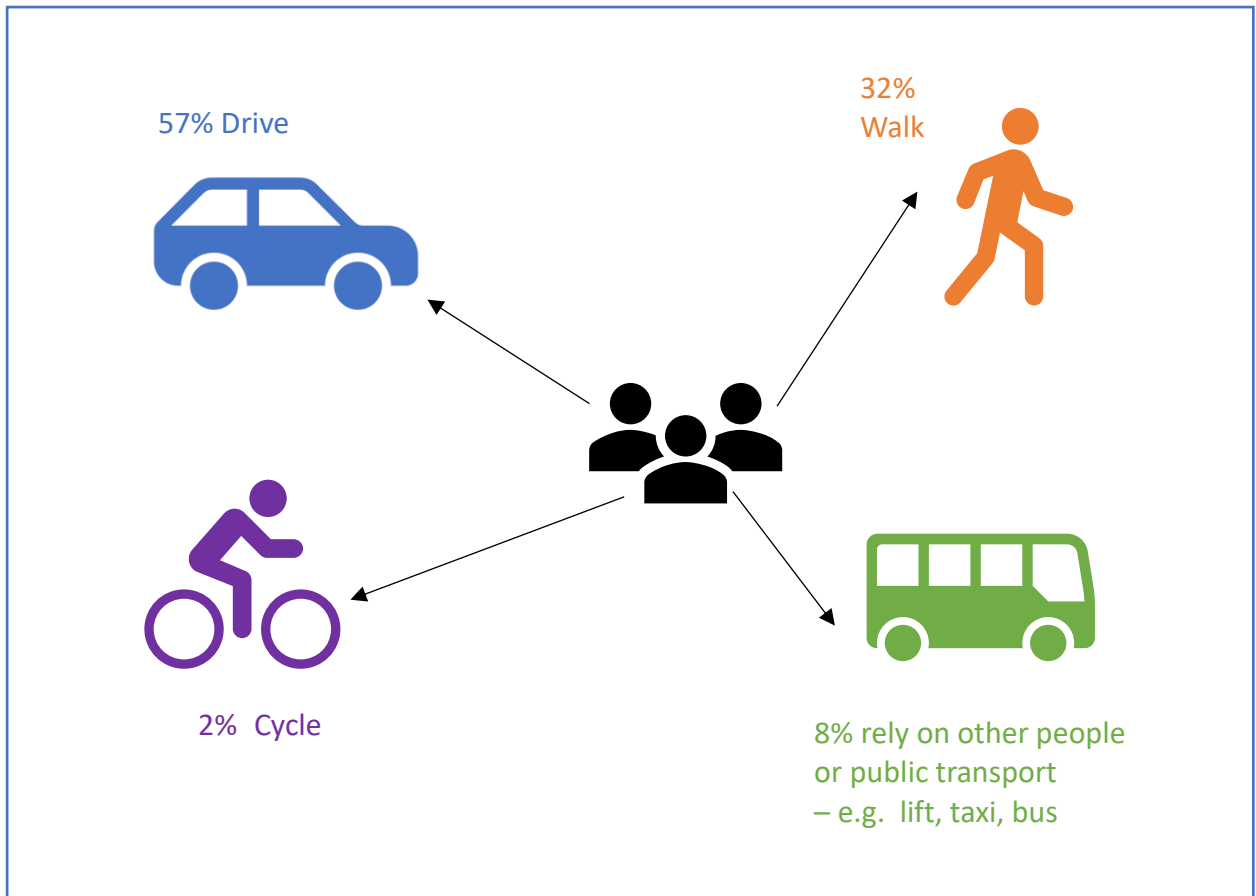 57% Drive
32%
Walk
2% Cycle
8% rely on other people
or public transport
– e.g. lift, taxi, bus